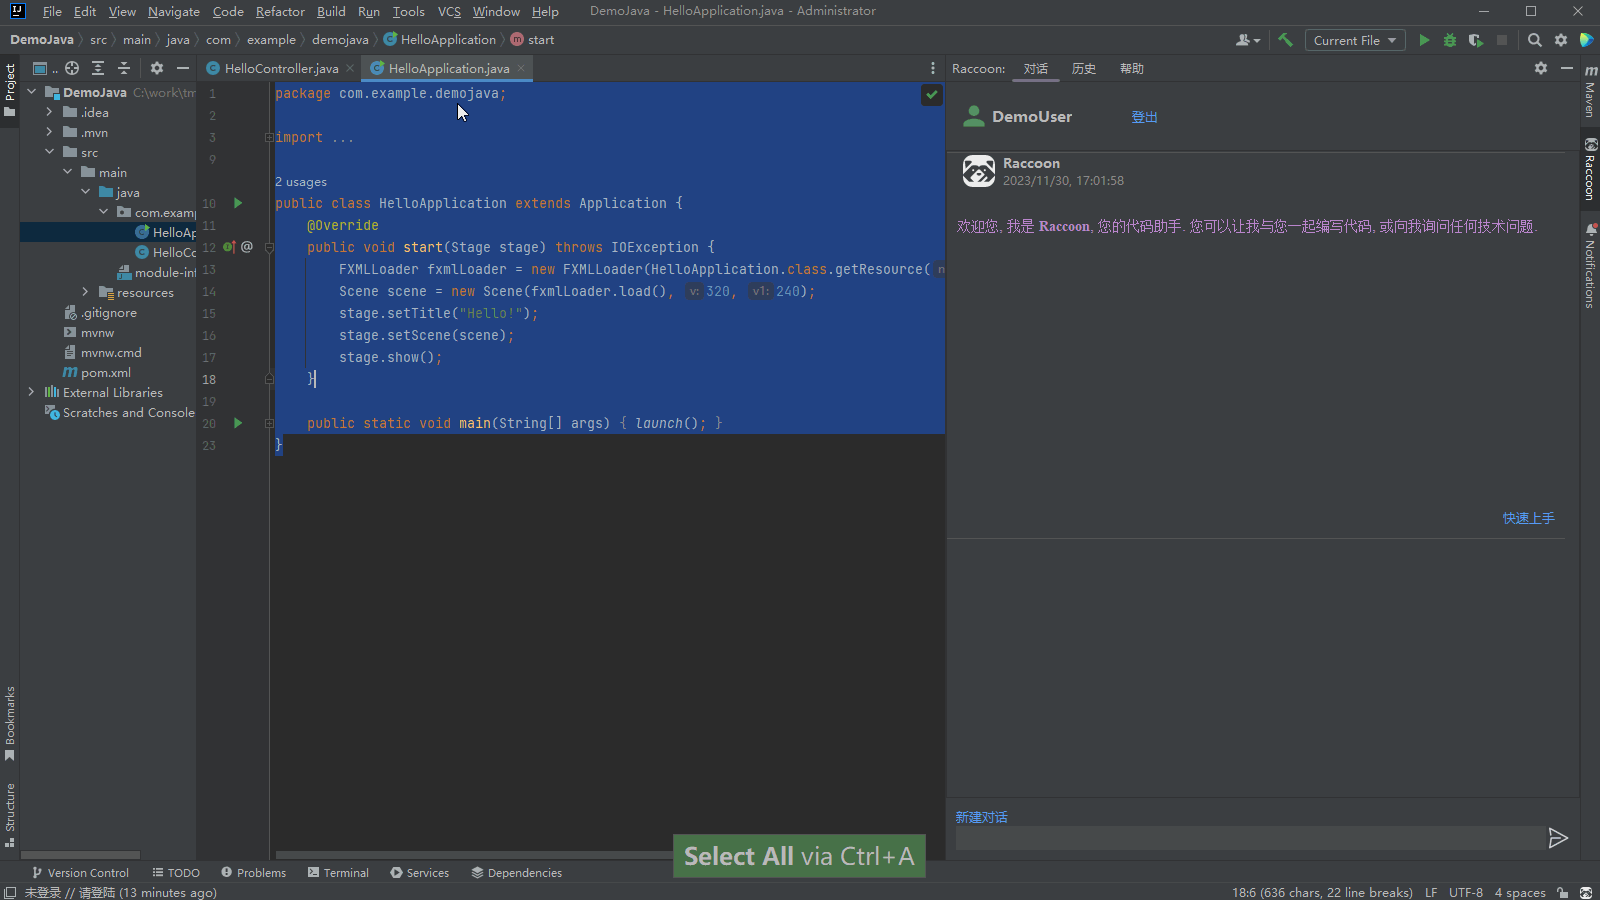 File Edit View Navigate Code Refactor Build Run Tools VCS Window Help DemoJava - HelloApplication.java - Administrator
DemoJava src main java com example demojava HelloApplication start Current File
Project
.. HelloController.java HelloApplication.java Raccoon: 对话 历史 帮助
DemoJava C:\work\tm
.idea
.mvn
src
main
java
com.examp
HelloAp
HelloCo
module-inf
resources
.gitignore
mvnw
mvnw.cmd
pom.xml
External Libraries
Scratches and Console
1 package com.example.demojava;
2
3 import ...
9
2 usages
10 public class HelloApplication extends Application {
11 @Override
12 @ public void start(Stage stage) throws IOException {
13 FXMLLoader fxmlLoader = new FXMLLoader(HelloApplication.class.getResource( n
14 Scene scene = new Scene(fxmlLoader.load(), v: 320, v1: 240);
15 stage.setTitle("Hello!");
16 stage.setScene(scene);
17 stage.show();
18 }
19
20 public static void main(String[] args) { launch(); }
23 }
DemoUser 登出
Raccoon
2023/11/30, 17:01:58
欢迎您, 我是 Raccoon, 您的代码助手. 您可以让我与您一起编写代码, 或向我询问任何技术问题.
快速上手
新建对话
m Maven
Raccoon
Notifications
Bookmarks
Structure
Select All via Ctrl+A
Version Control TODO Problems Terminal Services Dependencies
未登录 // 请登陆 (13 minutes ago) 18:6 (636 chars, 22 line breaks) LF UTF-8 4 spaces